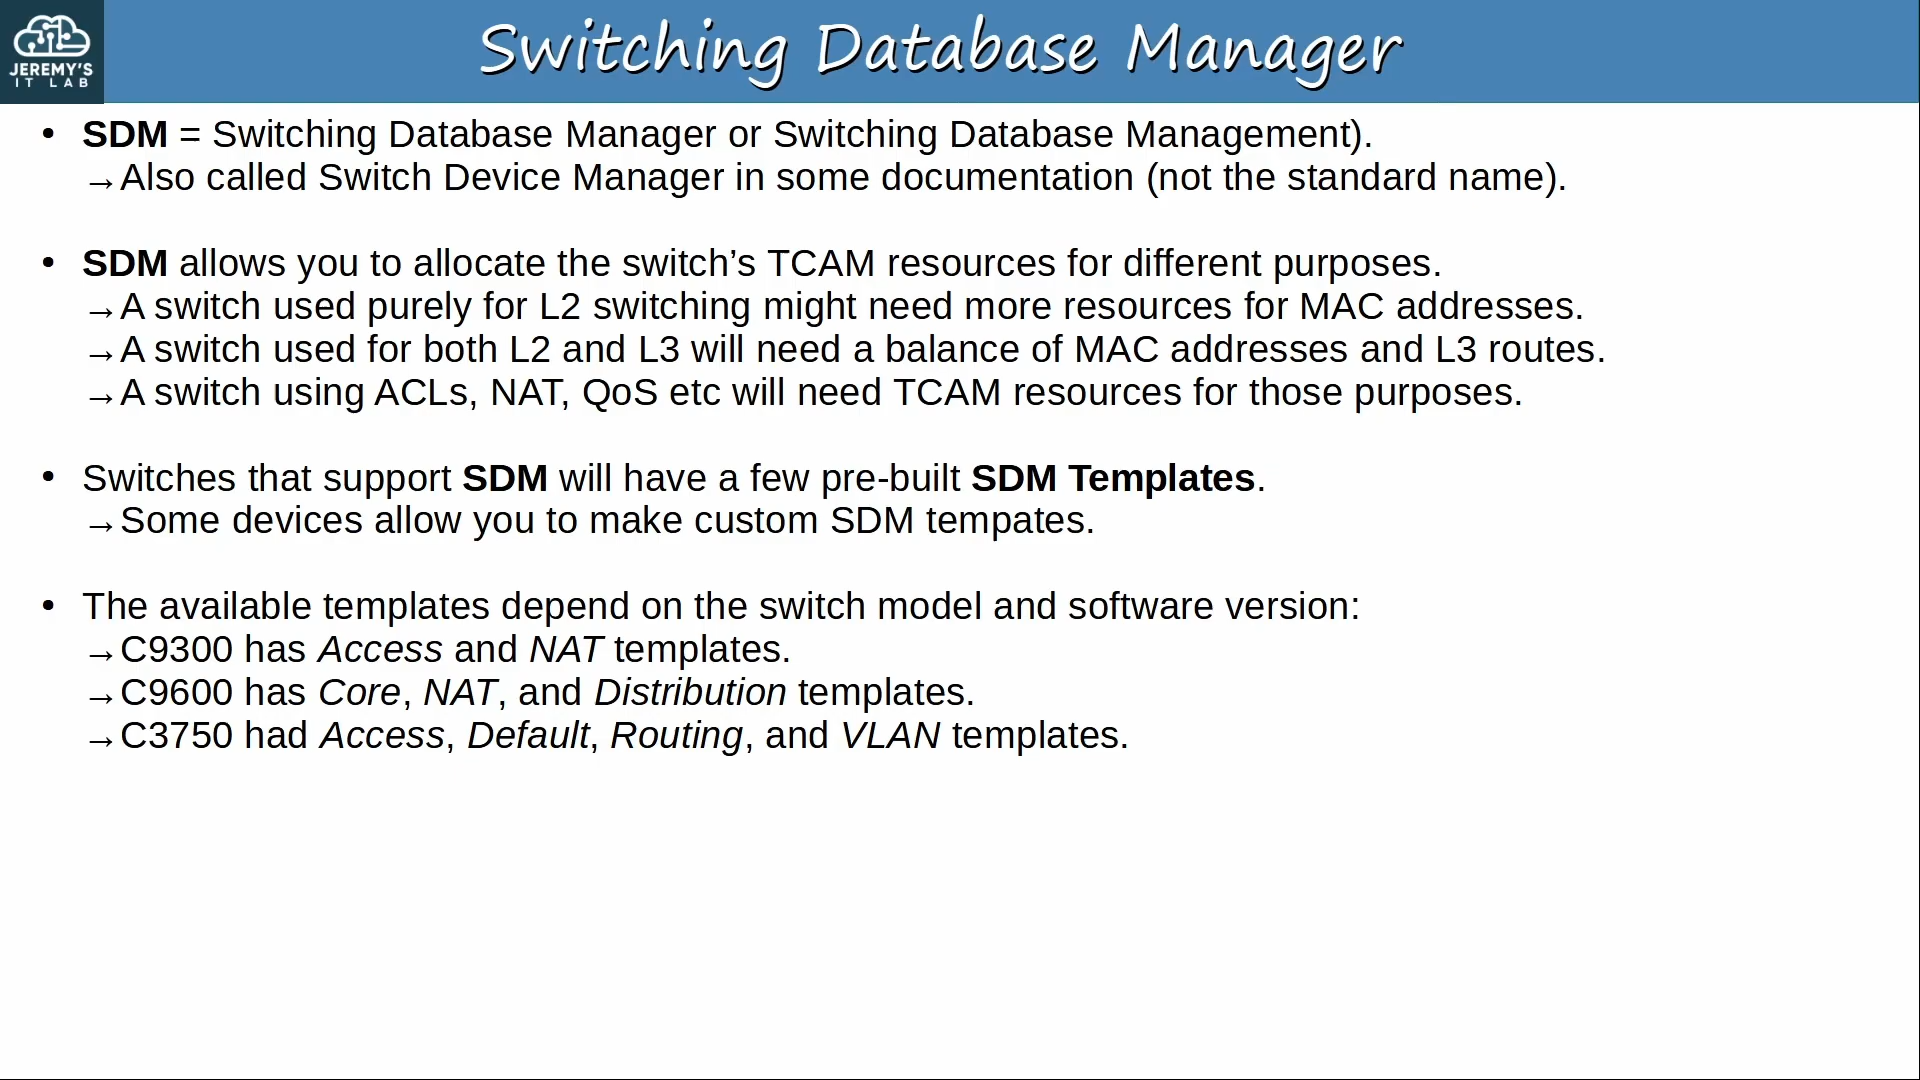 JEREMY'S
IT LAB
Switching Database Manager
• SDM = Switching Database Manager or Switching Database Management).
→A​lso called Switch Device Manager in some documentation (not the standard name).
• SDM allows you to allocate the switch’s TCAM resources for different purposes.
→A switch used purely for L2 switching might need more resources for MAC addresses.
→A switch used for both L2 and L3 will need a balance of MAC addresses and L3 routes.
→A switch using ACLs, NAT, QoS etc will need TCAM resources for those purposes.
• Switches that support SDM will have a few pre-built SDM Templates.
→Some devices allow you to make custom SDM tempates.
• The available templates depend on the switch model and software version:
→C9300 has Access and NAT templates.
→C9600 has Core, NAT, and Distribution templates.
→C3750 had Access, Default, Routing, and VLAN templates.